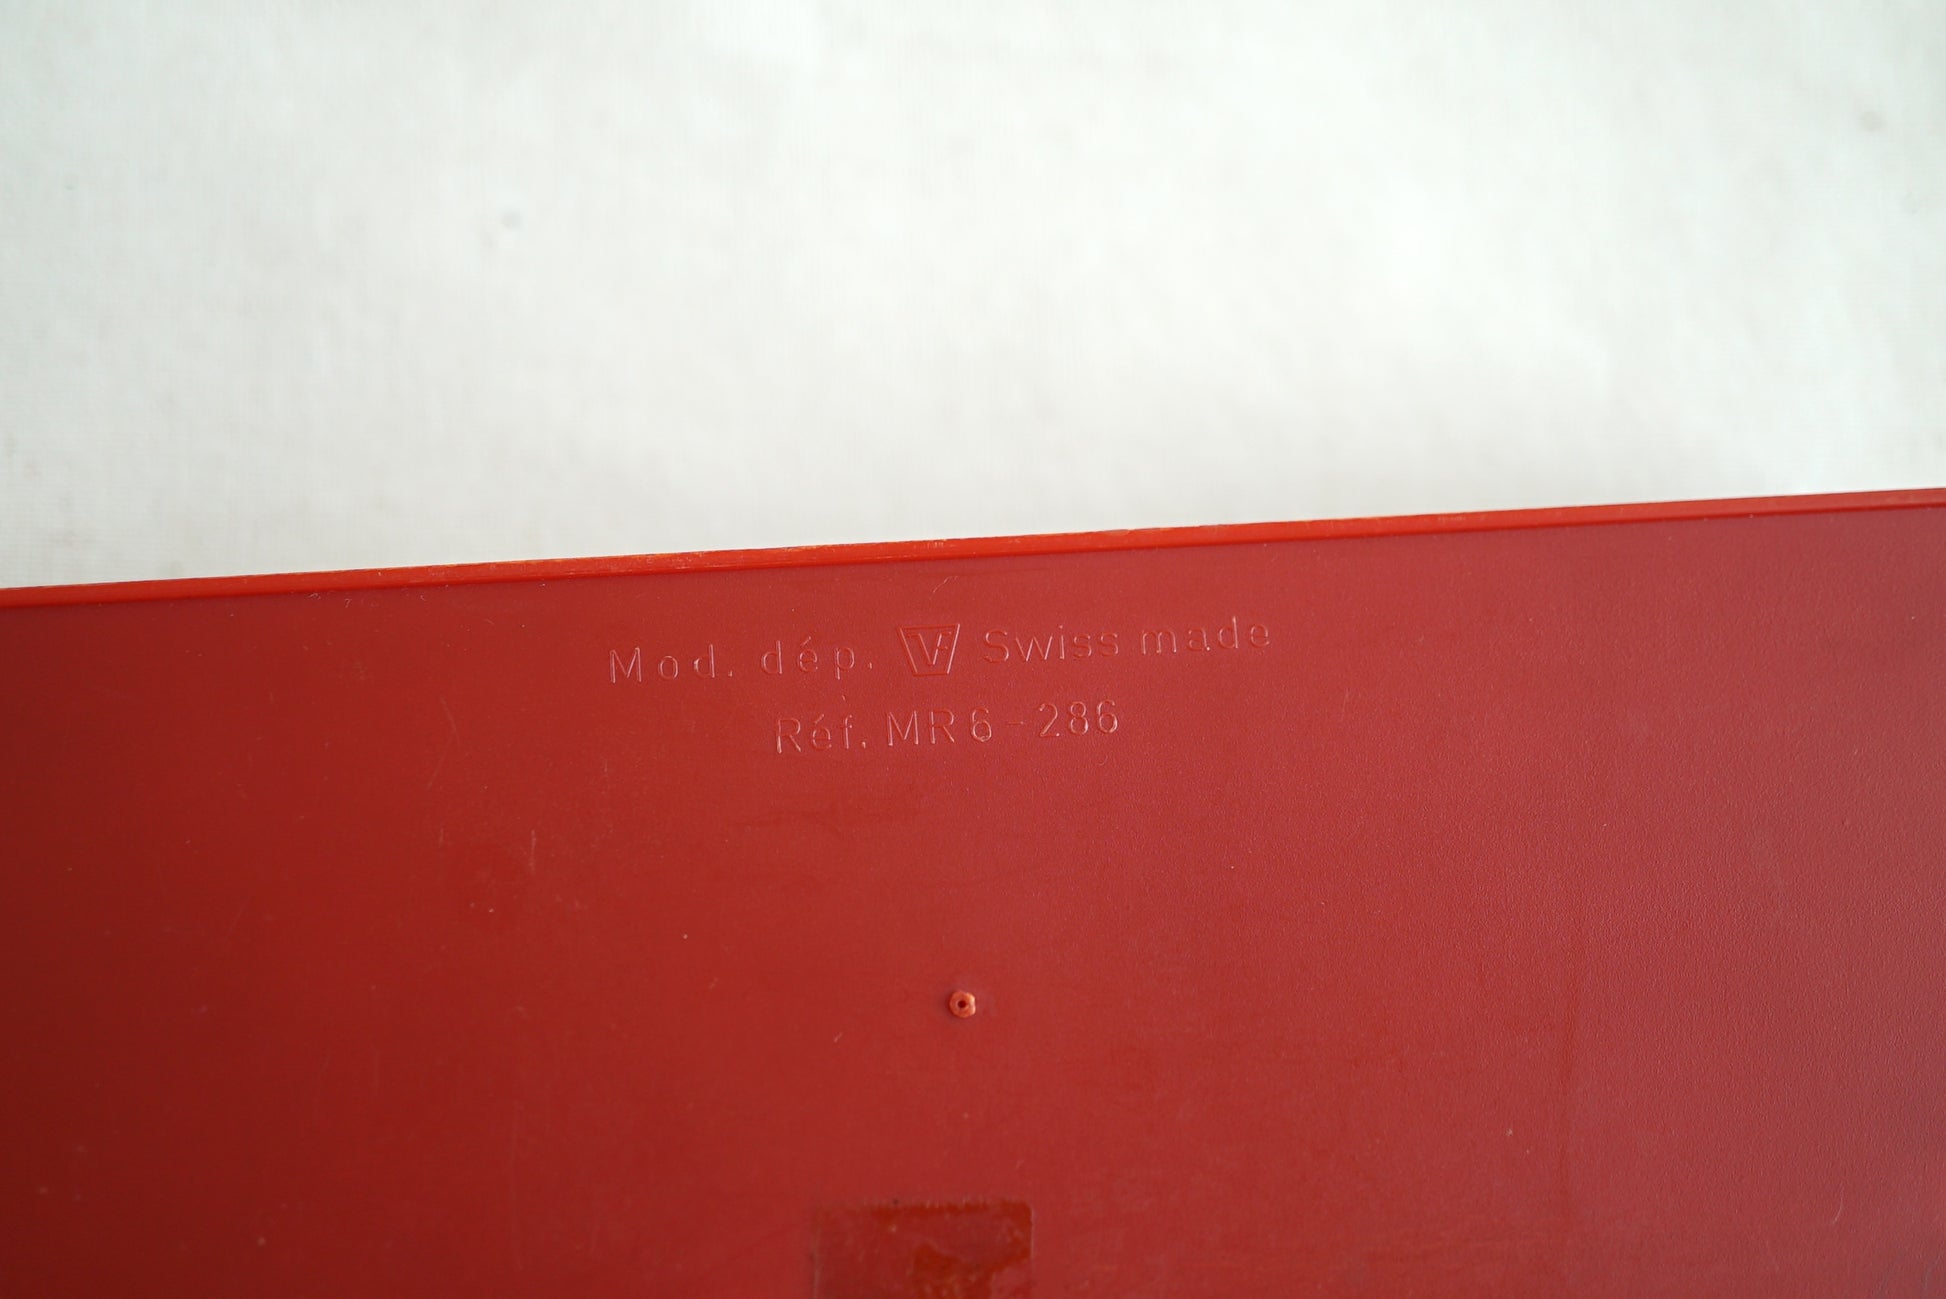 Mod. dép. V Swiss made
Réf. MR6-286